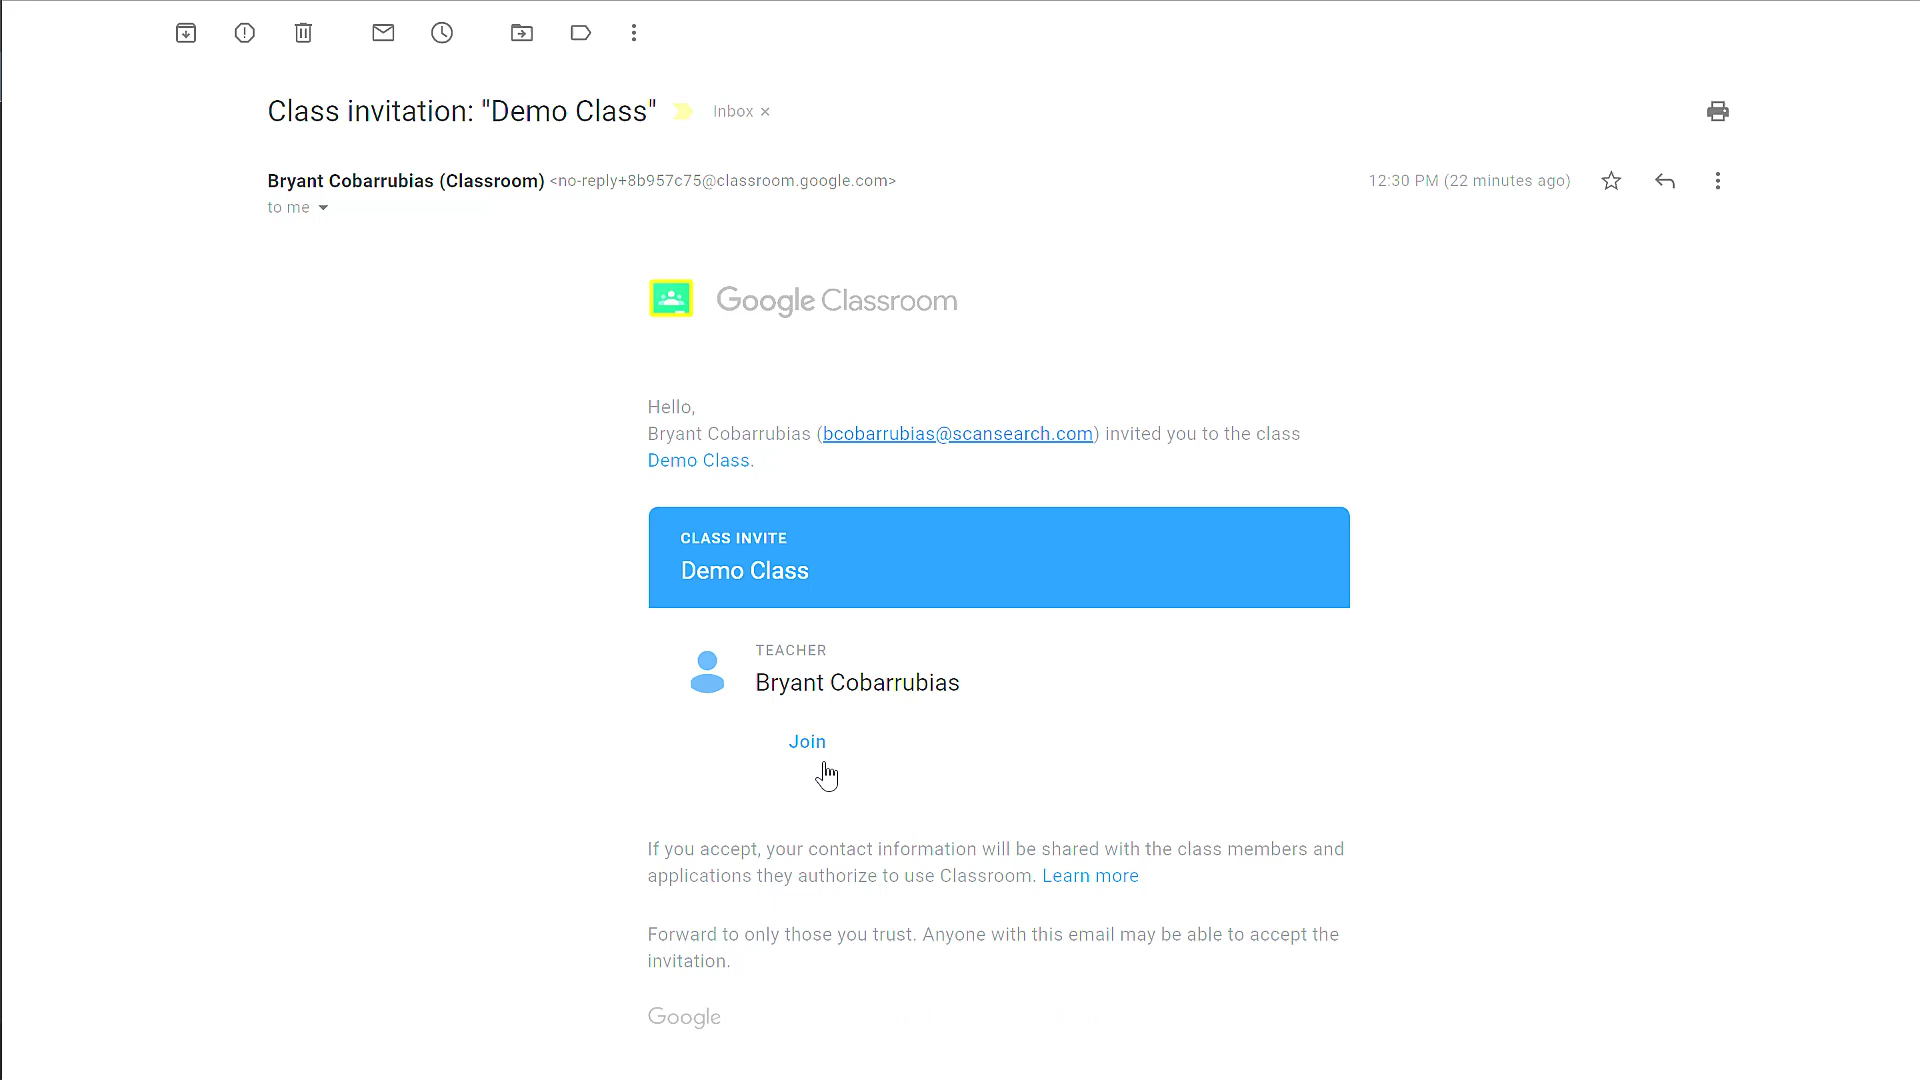 Class invitation: "Demo Class" Inbox ×
Bryant Cobarrubias (Classroom) <no-reply+8b957c75@classroom.google.com> 12:30 PM (22 minutes ago)
to me
Google Classroom
Hello,
Bryant Cobarrubias (bcobarrubias@scansearch.com) invited you to the class
Demo Class.
CLASS INVITE
Demo Class
TEACHER
Bryant Cobarrubias
Join
If you accept, your contact information will be shared with the class members and
applications they authorize to use Classroom. Learn more
Forward to only those you trust. Anyone with this email may be able to accept the
invitation.
Google